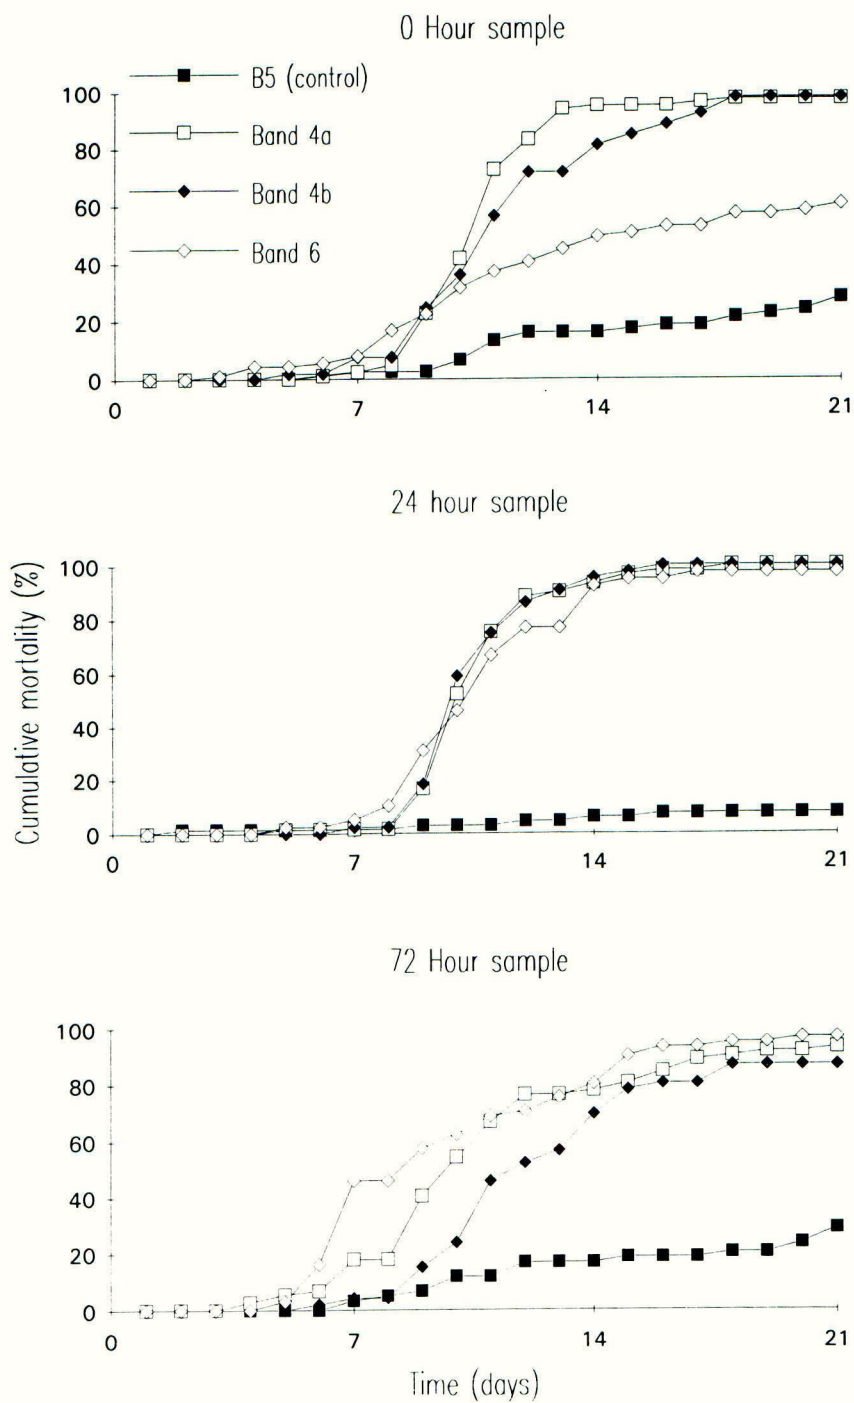 0 Hour sample
B5 (control)
Band 4a
Band 4b
Band 6
100
80
60
40
20
0
0 7 14 21
24 hour sample
Cumulative mortality (%)
100
80
60
40
20
0
0 7 14 21
72 Hour sample
100
80
60
40
20
0
0 7 14 21
Time (days)